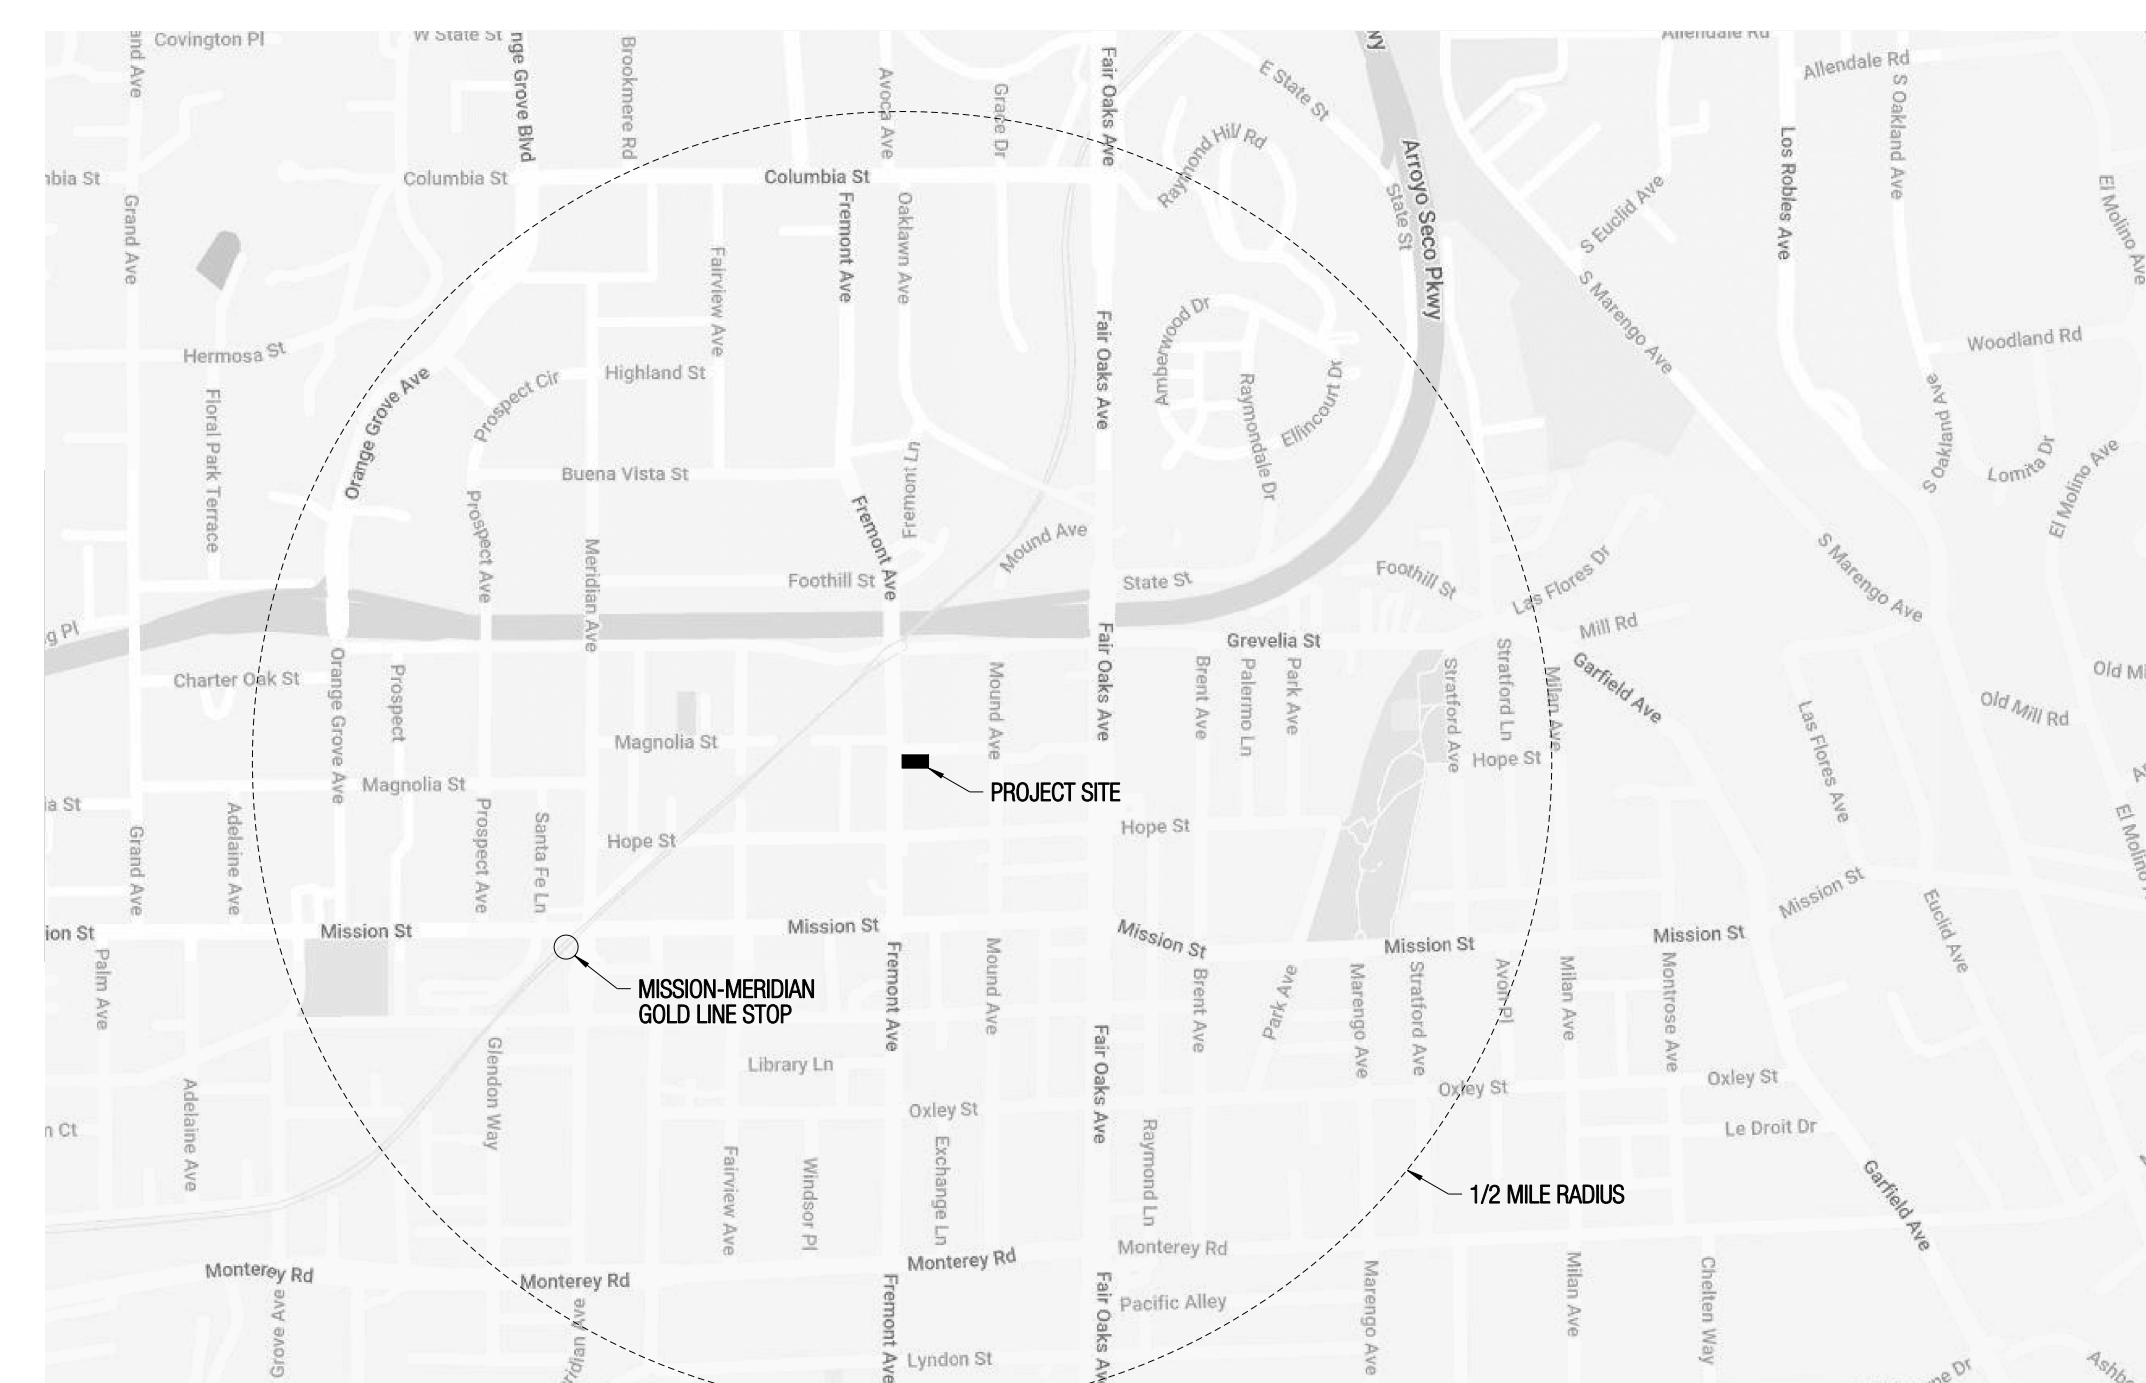 Covington Pl
W State St
Brookmere Rd
Avoca Ave
Grace Dr
Fair Oaks Ave
E State St
Allendale Rd
Allendale Rd
S Oakland Ave
Raymond Hill Rd
Columbia St
Columbia St
Grand Ave
Fremont Ave
Oaklawn Ave
Fairview Ave
State St
Arroyo Seco Pkwy
S Euclid Ave
Los Robles Ave
El Molino Ave
S Marengo Ave
Hermosa St
Floral Park Terrace
Orange Grove Ave
Prospect Cir
Highland St
Fair Oaks Ave
Amberwood Dr
Raymondale Dr
Ellincourt Dr
Woodland Rd
S Oakland Ave
Lomita Dr
El Molino Ave
Buena Vista St
Fremont Ln
Fremont Ave
Prospect Ave
Meridian Ave
Foothill St
Mound Ave
State St
Foothill St
Las Flores Dr
S Marengo Ave
Mill Rd
Grevelia St
Charter Oak St
Orange Grove Ave
Prospect
Mound Ave
Fair Oaks Ave
Brent Ave
Palermo Ln
Park Ave
Stratford Ave
Stratford Ln
Milan Ave
Garfield Ave
Las Flores Ave
Old Mill Rd
Magnolia St
Magnolia St
Hope St
PROJECT SITE
Adelaine Ave
Grand Ave
Prospect Ave
Santa Fe Ln
Hope St
Hope St
Mission St
Euclid Ave
Mission St
Mission St
Mission St
Mission St
Mission St
MISSION-MERIDIAN
GOLD LINE STOP
Palm Ave
Fremont Ave
Mound Ave
Brent Ave
Park Ave
Marengo Ave
Stratford Ave
Avon Pl
Milan Ave
Montrose Ave
Glendon Way
Library Ln
Fair Oaks Ave
Adelaine Ave
Oxley St
Oxley St
Oxley St
Le Droit Dr
Fairview Ave
Windsor Pl
Exchange Ln
Raymond Ln
1/2 MILE RADIUS
Garfield Ave
Monterey Rd
Monterey Rd
Monterey Rd
Monterey Rd
Grove Ave
Fremont Ave
Fair Oaks Av
Pacific Alley
Marengo Ave
Milan Ave
Chelten Way
Lyndon St